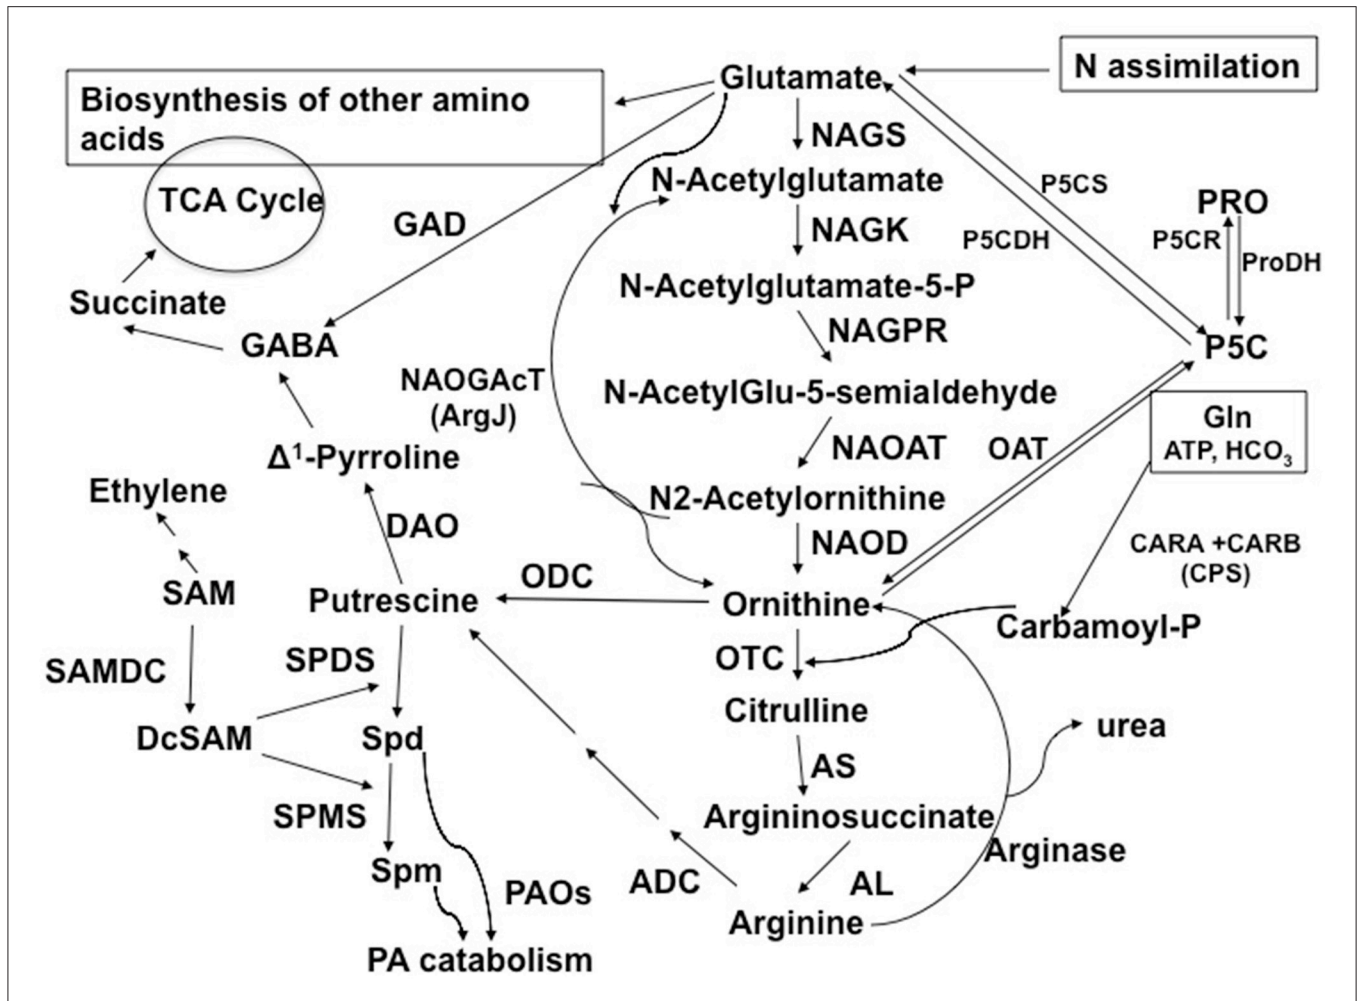 Glutamate
N assimilation
Biosynthesis of other amino
acids
NAGS
N-Acetylglutamate
P5CS
TCA Cycle
PRO
GAD
NAGK
P5CDH
P5CR
ProDH
N-Acetylglutamate-5-P
Succinate
NAGPR
GABA
P5C
NAOGAcT
(ArgJ)
N-AcetylGlu-5-semialdehyde
Gln
ATP, HCO₃
NAOAT
OAT
Δ¹-Pyrroline
Ethylene
N2-Acetylornithine
DAO
NAOD
CARA +CARB
(CPS)
ODC
SAM
Putrescine
Ornithine
Carbamoyl-P
SAMDC
SPDS
OTC
Citrulline
urea
DcSAM
Spd
AS
SPMS
Argininosuccinate
Arginase
Spm
PAOs
ADC
AL
Arginine
PA catabolism